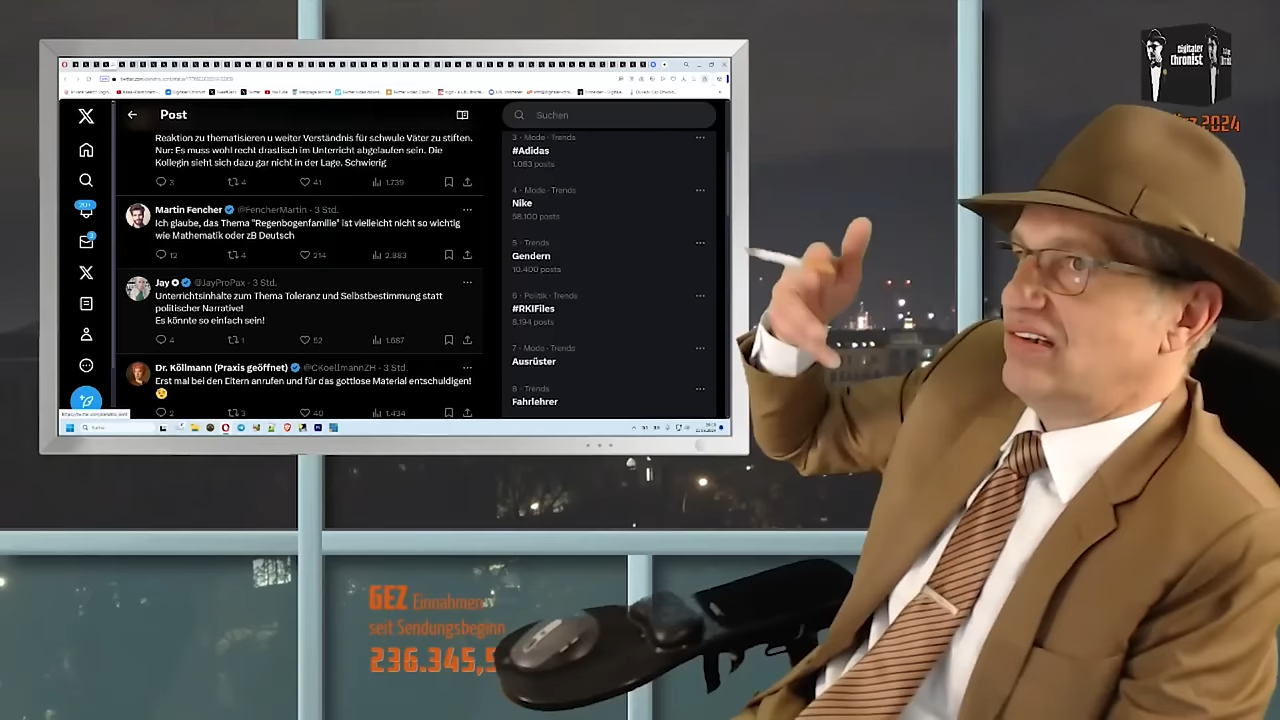 Post
Suchen
Reaktion zu thematisieren u weiter Verständnis für schwule Väter zu stiften.
Nur: Es muss wohl recht drastisch im Unterricht abgelaufen sein. Die
Kollegin sieht sich dazu gar nicht in der Lage. Schwierig
3 4 41 1.739
Martin Fencher @FencherMartin · 3 Std.
Ich glaube, das Thema "Regenbogenfamilie" ist vielleicht nicht so wichtig
wie Mathematik oder zB Deutsch
12 4 214 2.883
Jay @JayProPax · 3 Std.
Unterrichtsinhalte zum Thema Toleranz und Selbstbestimmung statt
politischer Narrative!
Es könnte so einfach sein!
4 1 52 1.687
Dr. Köllmann (Praxis geöffnet) @CKoellmannZH · 3 Std.
Erst mal bei den Eltern anrufen und für das gottlose Material entschuldigen!
😉
2 3 40 1.434
3 · Mode · Trends
#Adidas
1.083 posts
4 · Mode · Trends
Nike
58.100 posts
5 · Trends
Gendern
10.400 posts
6 · Politik · Trends
#RKIFiles
8.194 posts
7 · Mode · Trends
Ausrüster
8 · Trends
Fahrlehrer
20+
2
Suche
digitaler
chronist
2024
GEZ Einnahmen
seit Sendungsbeginn
236.345,5